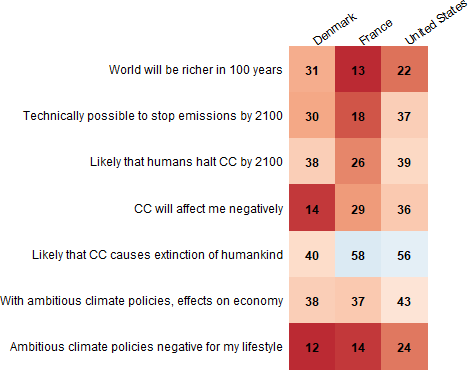 Denmark France United States
World will be richer in 100 years 31 13 22
Technically possible to stop emissions by 2100 30 18 37
Likely that humans halt CC by 2100 38 26 39
CC will affect me negatively 14 29 36
Likely that CC causes extinction of humankind 40 58 56
With ambitious climate policies, effects on economy 38 37 43
Ambitious climate policies negative for my lifestyle 12 14 24